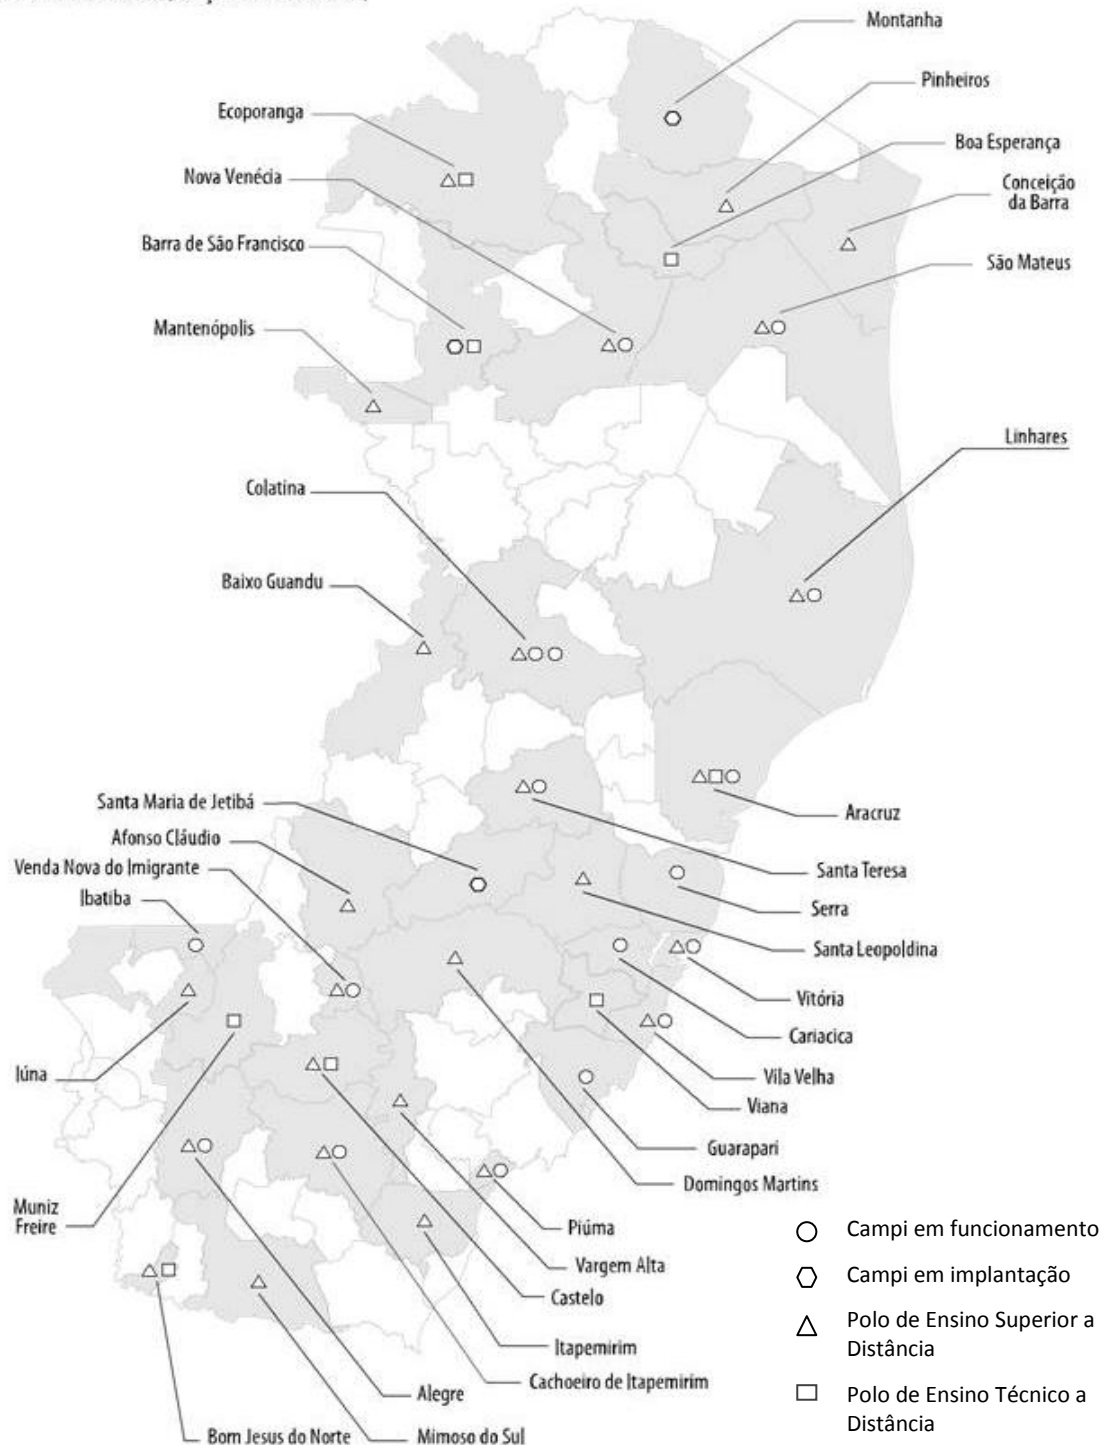 Montanha
Pinheiros
Ecoporanga
Boa Esperança
Nova Venécia
Conceição
da Barra
Barra de São Francisco
São Mateus
Mantenópolis
Linhares
Colatina
Baixo Guandu
Santa Maria de Jetibá
Aracruz
Afonso Cláudio
Venda Nova do Imigrante
Santa Teresa
Ibatiba
Serra
Santa Leopoldina
Vitória
Cariacica
Iúna
Vila Velha
Viana
Guarapari
Domingos Martins
Muniz
Freire
Piúma
Vargem Alta
Castelo
Itapemirim
Cachoeiro de Itapemirim
Alegre
Bom Jesus do Norte
Mimoso do Sul
Campi em funcionamento
Campi em implantação
Polo de Ensino Superior a
Distância
Polo de Ensino Técnico a
Distância